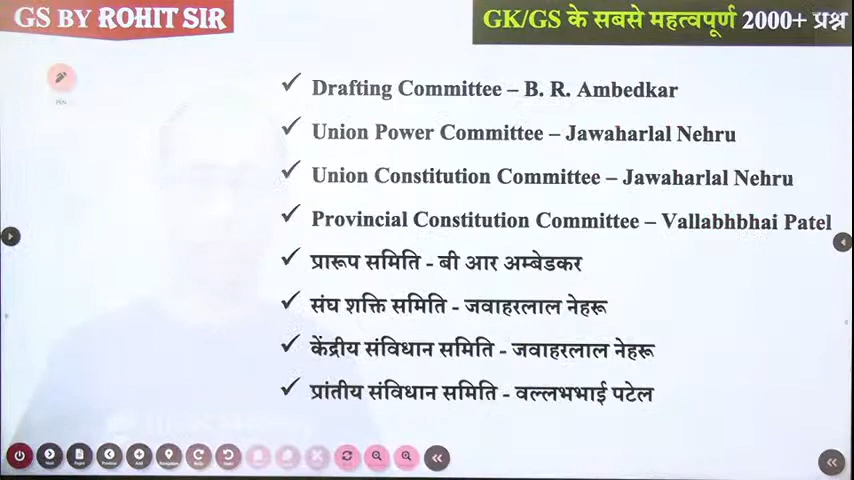 GS BY ROHIT SIR
GK/GS के सबसे महत्वपूर्ण 2000+ प्रश्न
✓ Drafting Committee – B. R. Ambedkar
✓ Union Power Committee – Jawaharlal Nehru
✓ Union Constitution Committee – Jawaharlal Nehru
✓ Provincial Constitution Committee – Vallabhbhai Patel
✓ प्रारूप समिति - बी आर अम्बेडकर
✓ संघ शक्ति समिति - जवाहरलाल नेहरू
✓ केंद्रीय संविधान समिति - जवाहरलाल नेहरू
✓ प्रांतीय संविधान समिति - वल्लभभाई पटेल